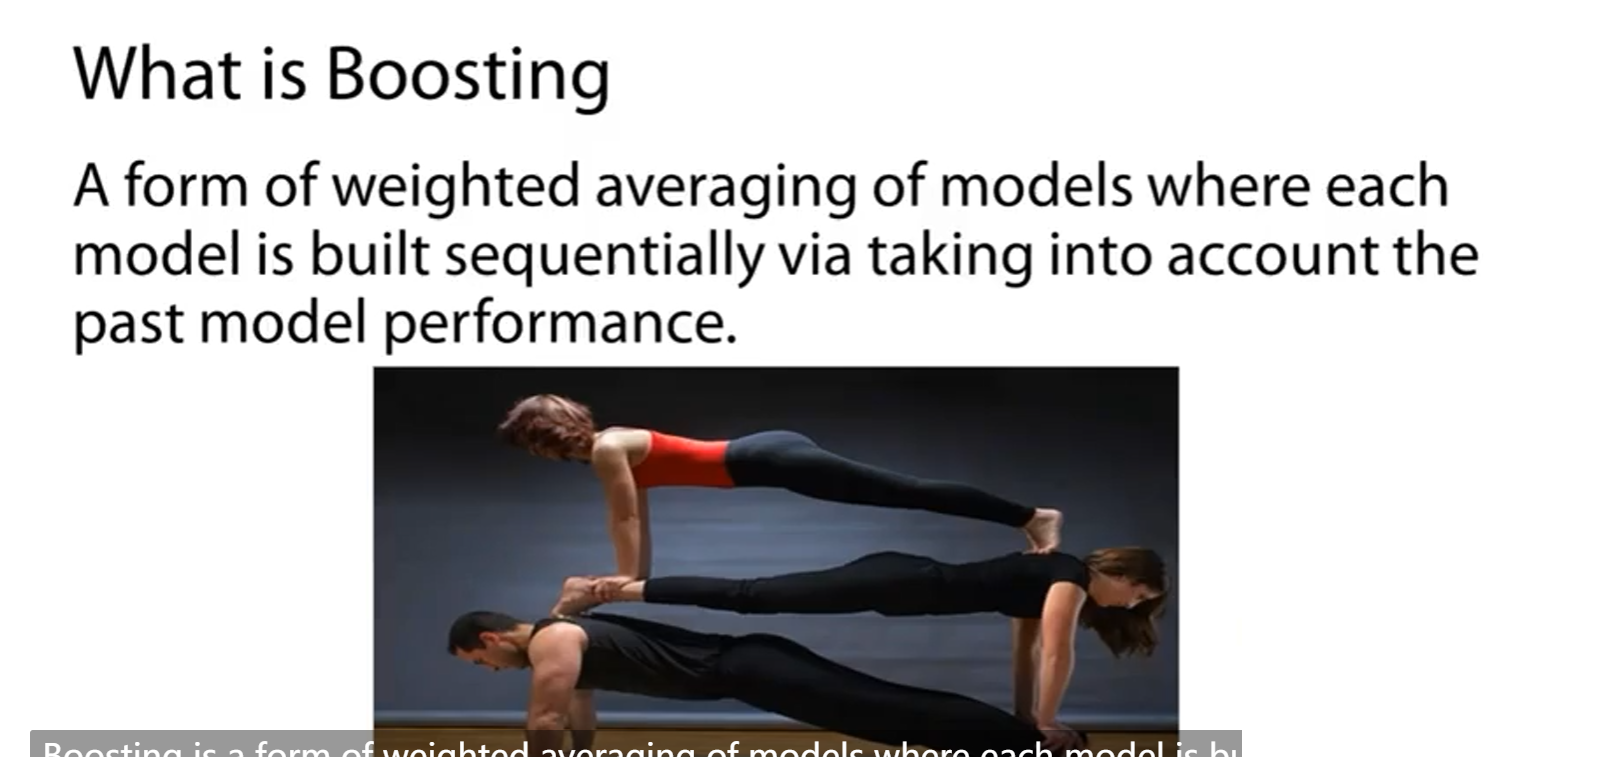 What is Boosting
A form of weighted averaging of models where each
model is built sequentially via taking into account the
past model performance.
Boosting is a form of weighted averaging of models where each model is